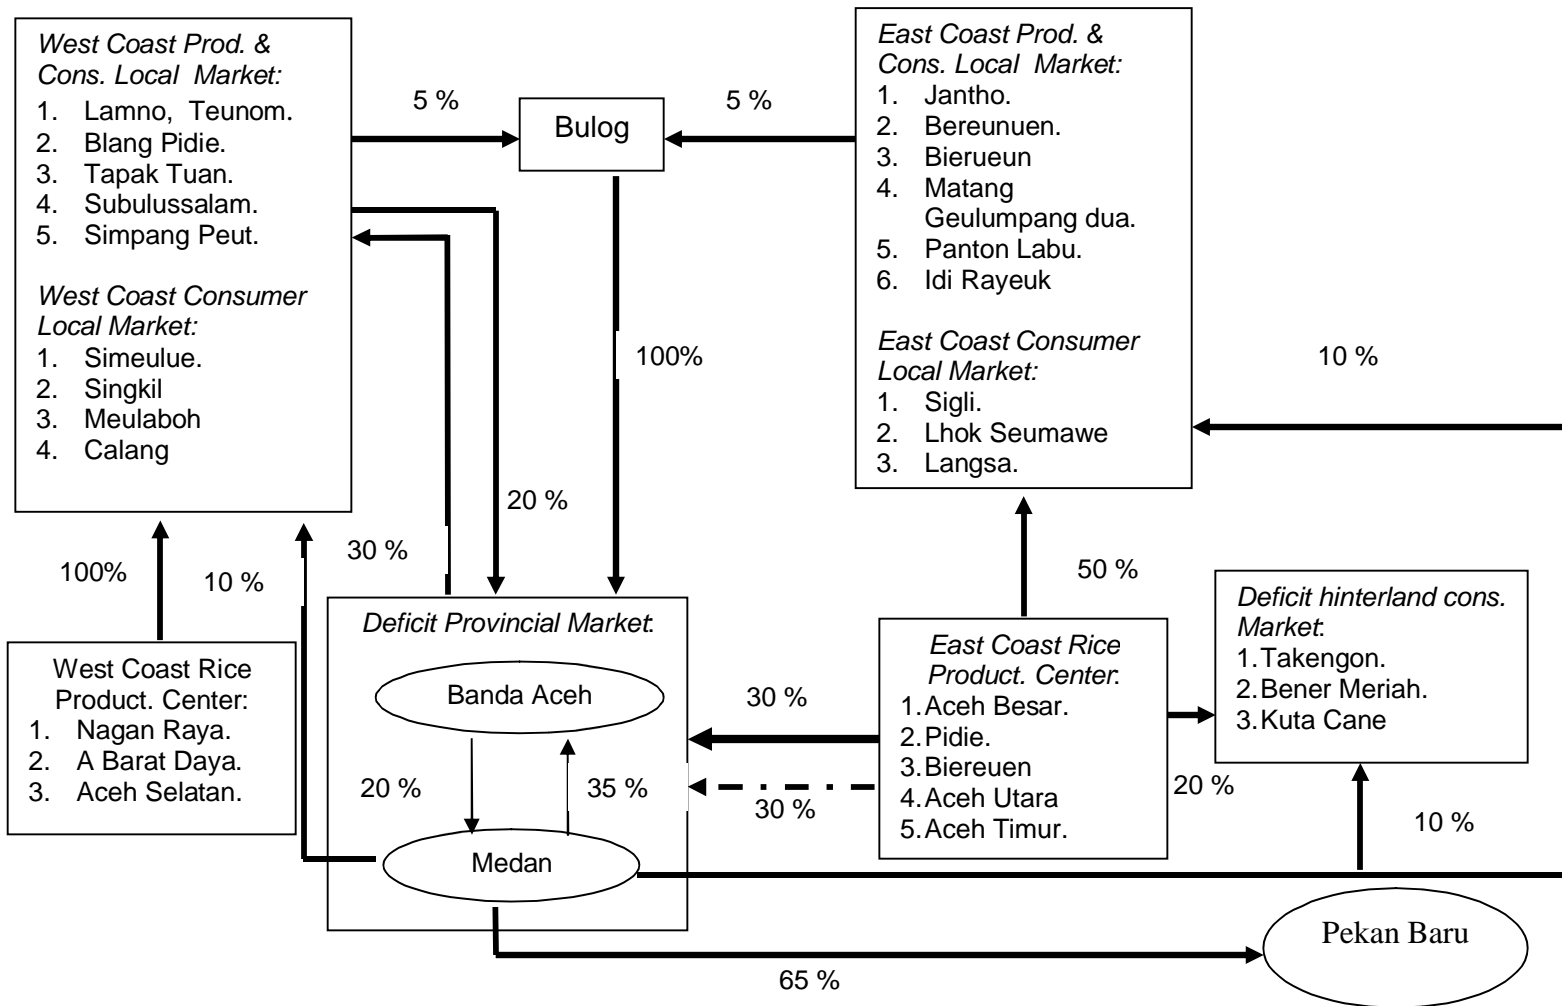 West Coast Prod. &
Cons. Local Market:
1. Lamno, Teunom.
2. Blang Pidie.
3. Tapak Tuan.
4. Subulussalam.
5. Simpang Peut.
West Coast Consumer
Local Market:
1. Simeulue.
2. Singkil
3. Meulaboh
4. Calang
5 %
Bulog
5 %
East Coast Prod. &
Cons. Local Market:
1. Jantho.
2. Bereunuen.
3. Bierueun
4. Matang
Geulumpang dua.
5. Panton Labu.
6. Idi Rayeuk
East Coast Consumer
Local Market:
1. Sigli.
2. Lhok Seumawe
3. Langsa.
100%
10 %
20 %
30 %
100%
10 %
50 %
West Coast Rice
Product. Center:
1. Nagan Raya.
2. A Barat Daya.
3. Aceh Selatan.
Deficit Provincial Market:
Banda Aceh
20 %
35 %
Medan
30 %
30 %
East Coast Rice
Product. Center:
1. Aceh Besar.
2. Pidie.
3. Biereuen
4. Aceh Utara
5. Aceh Timur.
Deficit hinterland cons.
Market:
1. Takengon.
2. Bener Meriah.
3. Kuta Cane
20 %
10 %
Pekan Baru
65 %